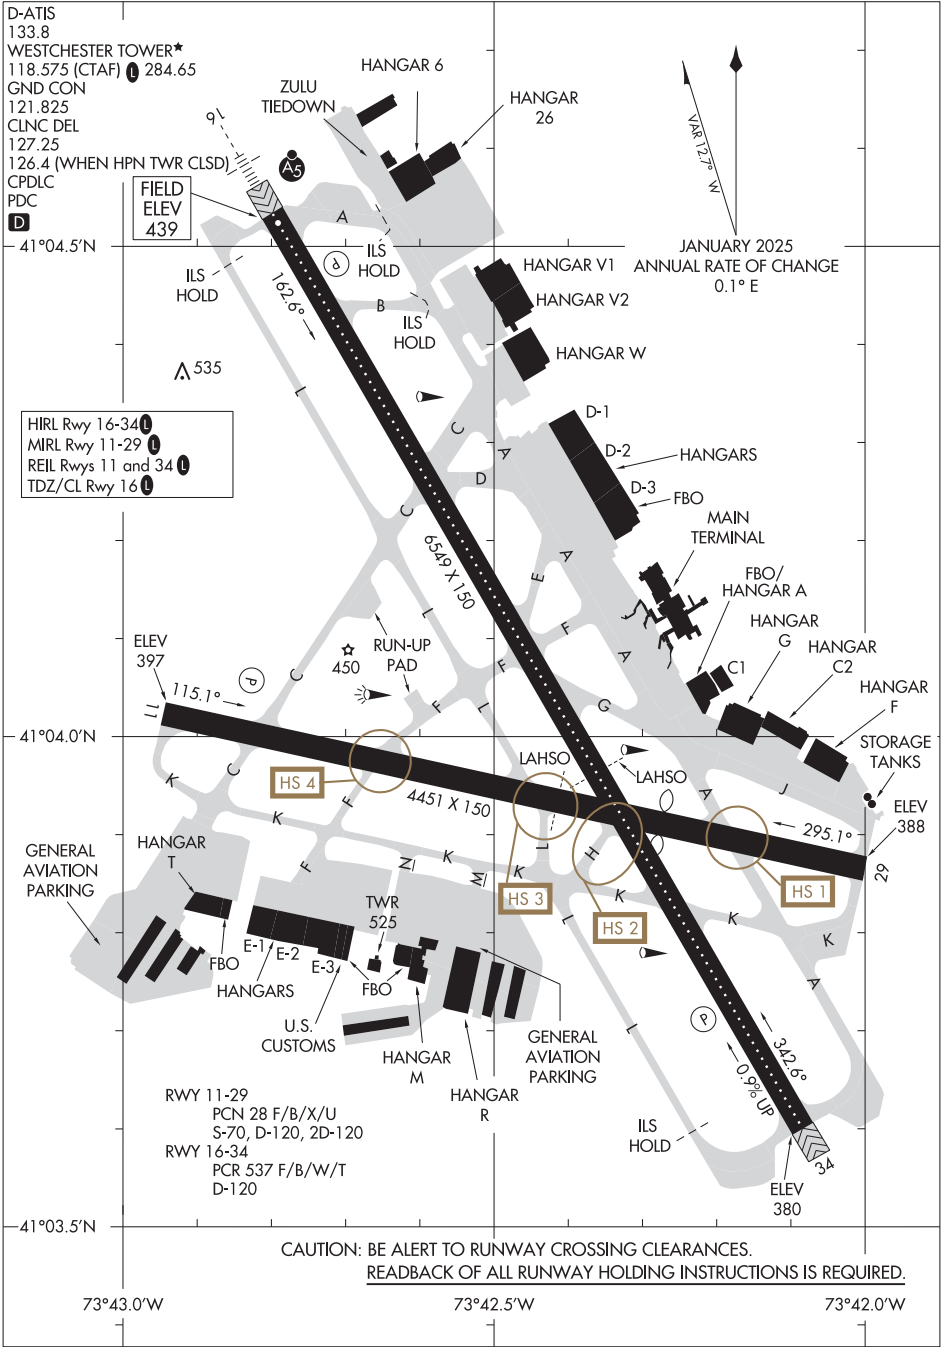 D-ATIS
133.8
WESTCHESTER TOWER★
118.575 (CTAF) L 284.65
GND CON
121.825
CLNC DEL
127.25
126.4 (WHEN HPN TWR CLSD)
CPDLC
PDC
D
HANGAR 6
ZULU
TIEDOWN
HANGAR
26
VAR 12.7° W
JANUARY 2025
ANNUAL RATE OF CHANGE
0.1° E
16
A5
FIELD
ELEV
439
41°04.5'N
A
ILS
HOLD
ILS
HOLD
P
162.6°
B
ILS
HOLD
HANGAR V1
HANGAR V2
HANGAR W
535
L
HIRL Rwy 16-34 L
MIRL Rwy 11-29 L
REIL Rwys 11 and 34 L
TDZ/CL Rwy 16 L
C
A
D
C
D-1
D-2
D-3
HANGARS
FBO
MAIN
TERMINAL
6549 X 150
A
E
L
F
A
FBO/
HANGAR A
HANGAR
G
C1
HANGAR
C2
HANGAR
F
STORAGE
TANKS
ELEV
397
115.1°
P
C
450
RUN-UP
PAD
F
F
L
G
11
41°04.0'N
K
C
HS 4
F
4451 X 150
LAHSO
LAHSO
A
J
295.1°
ELEV
388
29
HANGAR
T
GENERAL
AVIATION
PARKING
K
F
N
K
M
K
L
H
K
K
K
HS 3
HS 2
HS 1
TWR
525
E-1
E-2
E-3
FBO
HANGARS
FBO
U.S.
CUSTOMS
HANGAR
M
HANGAR
R
GENERAL
AVIATION
PARKING
L
L
A
P
342.6°
0.9% UP
ILS
HOLD
RWY 11-29
PCN 28 F/B/X/U
S-70, D-120, 2D-120
RWY 16-34
PCR 537 F/B/W/T
D-120
34
ELEV
380
41°03.5'N
CAUTION: BE ALERT TO RUNWAY CROSSING CLEARANCES.
READBACK OF ALL RUNWAY HOLDING INSTRUCTIONS IS REQUIRED.
73°43.0'W
73°42.5'W
73°42.0'W